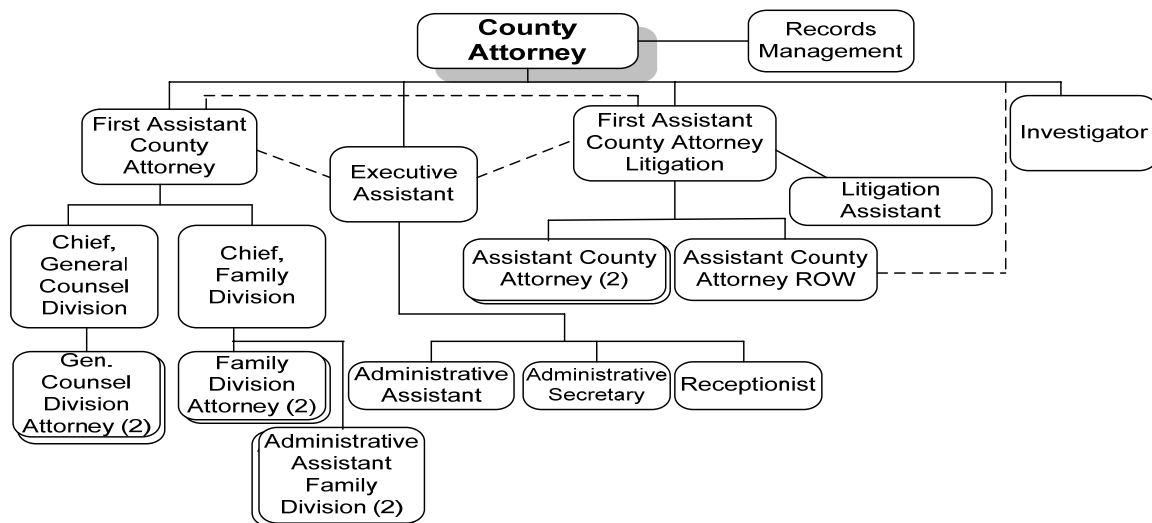 County
Attorney
Records
Management
First Assistant
County
Attorney
Executive
Assistant
First Assistant
County Attorney
Litigation
Investigator
Litigation
Assistant
Chief,
General
Counsel
Division
Chief,
Family
Division
Assistant County
Attorney (2)
Assistant County
Attorney ROW
Gen.
Counsel
Division
Attorney (2)
Family
Division
Attorney (2)
Administrative
Assistant
Administrative
Secretary
Receptionist
Administrative
Assistant
Family
Division (2)